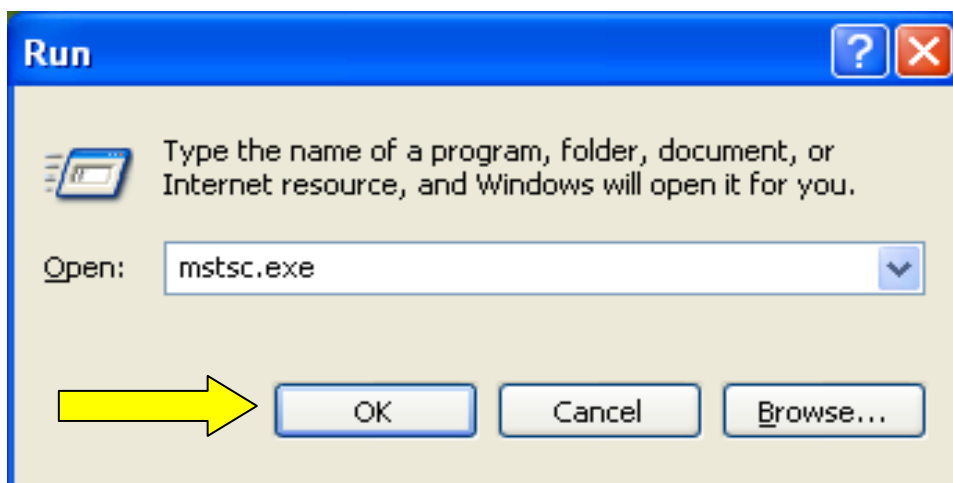 Run
Type the name of a program, folder, document, or
Internet resource, and Windows will open it for you.
Open: mstsc.exe
OK Cancel Browse...